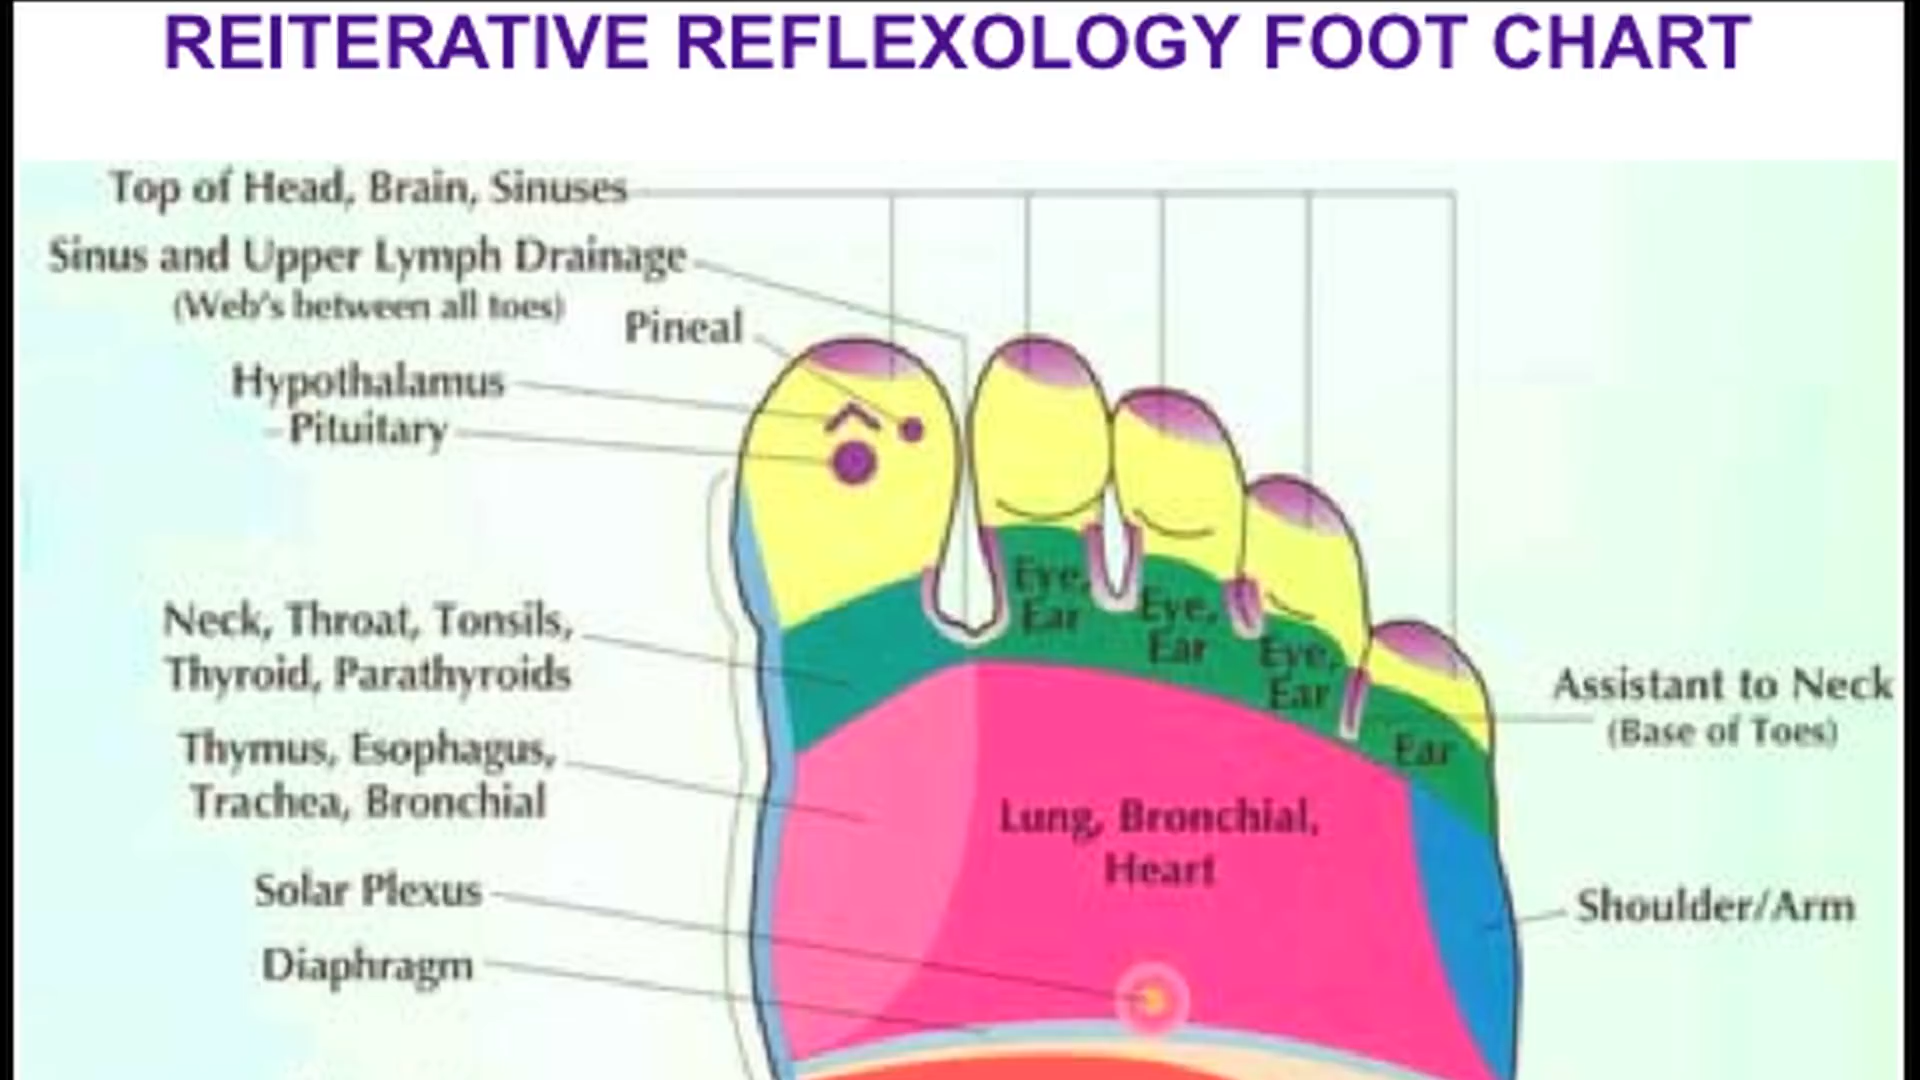 REITERATIVE REFLEXOLOGY FOOT CHART
Top of Head, Brain, Sinuses
Sinus and Upper Lymph Drainage
(Web's between all toes)
Pineal
Hypothalamus
Pituitary
Eye,
Ear
Eye,
Ear
Eye,
Ear
Ear
Neck, Throat, Tonsils,
Thyroid, Parathyroids
Assistant to Neck
(Base of Toes)
Thymus, Esophagus,
Trachea, Bronchial
Lung, Bronchial,
Heart
Solar Plexus
Shoulder/Arm
Diaphragm